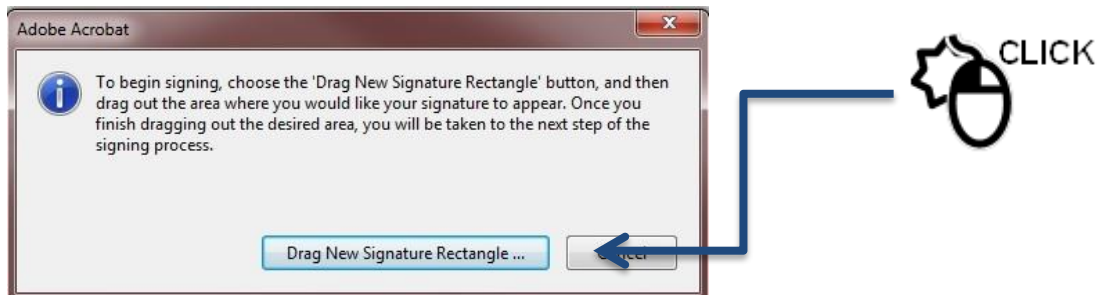 Adobe Acrobat
To begin signing, choose the 'Drag New Signature Rectangle' button, and then
drag out the area where you would like your signature to appear. Once you
finish dragging out the desired area, you will be taken to the next step of the
signing process.
Drag New Signature Rectangle ...
CLICK